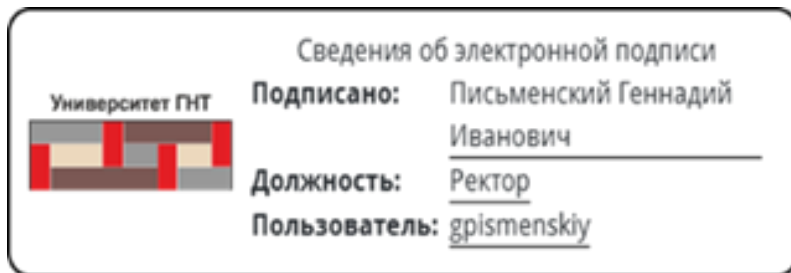 Сведения об электронной подписи
Университет ГНТ
Подписано: Письменский Геннадий
Иванович
Должность: Ректор
Пользователь: gpismenskiy